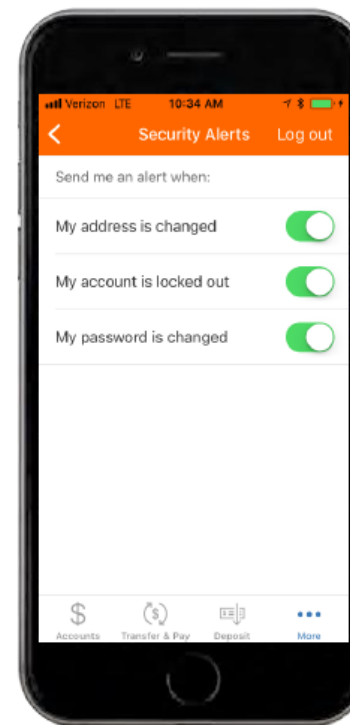 Verizon LTE 10:34 AM
Security Alerts Log out
Send me an alert when:
My address is changed
My account is locked out
My password is changed
Accounts Transfer & Pay Deposit More